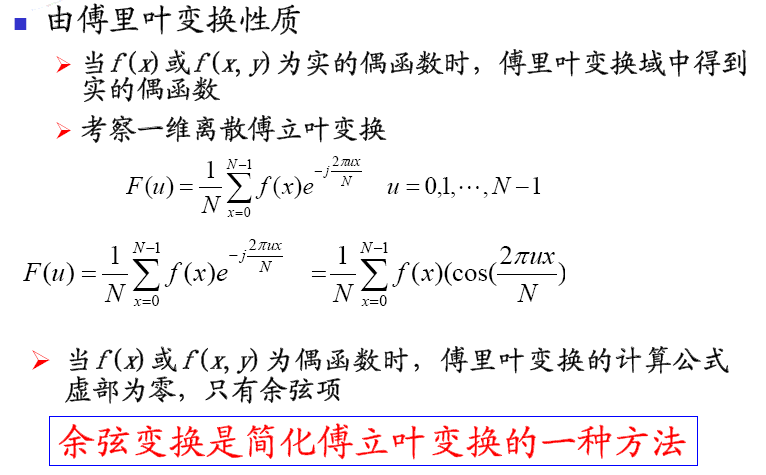 由傅里叶变换性质
当 f (x) 或 f (x, y) 为实的偶函数时，傅里叶变换域中得到
实的偶函数
考察一维离散傅立叶变换
F(u) = \frac{1}{N} \sum_{x=0}^{N-1} f(x)e^{-j\frac{2\pi ux}{N}} u = 0,1,⋯,N−1
F(u) = \frac{1}{N} \sum_{x=0}^{N-1} f(x)e^{-j\frac{2\pi ux}{N}} = \frac{1}{N} \sum_{x=0}^{N-1} f(x)(cos(\frac{2\pi ux}{N})
当 f (x) 或 f (x, y) 为偶函数时，傅里叶变换的计算公式
虚部为零，只有余弦项
余弦变换是简化傅立叶变换的一种方法